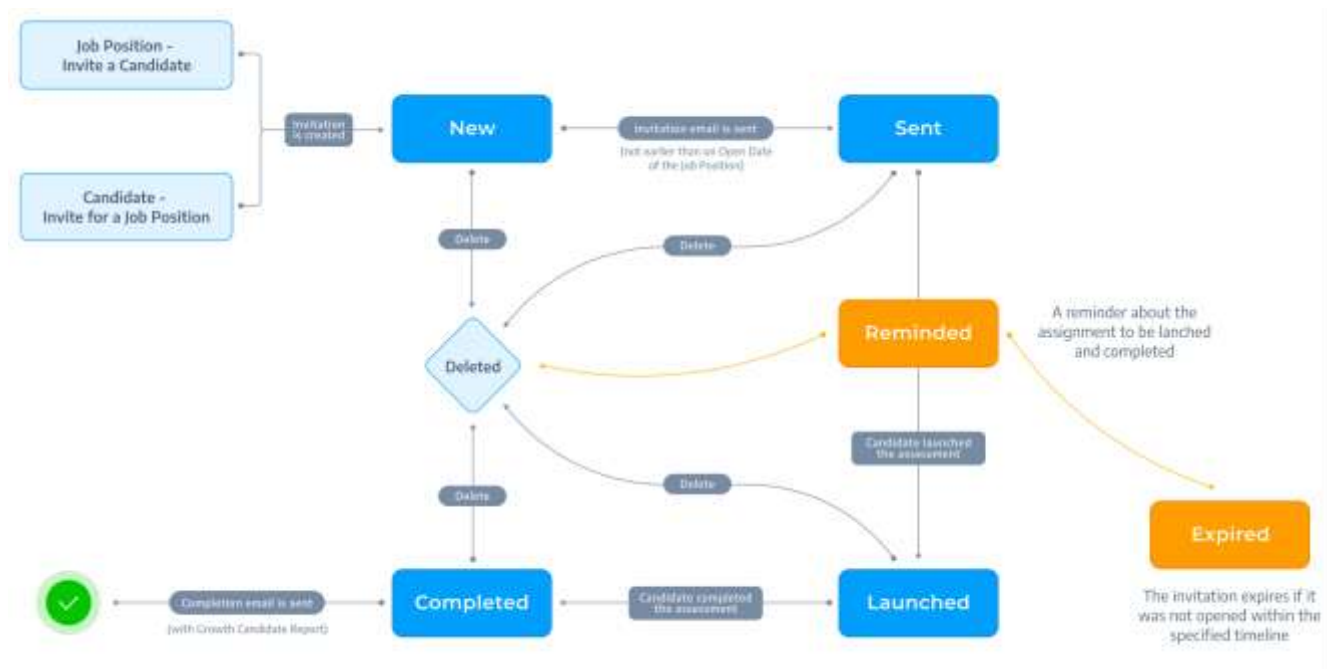 Job Position -
Invite a Candidate
Invitation
is created
New
Invitation email is sent
(not earlier than on Open Date
of the Job Position)
Sent
Candidate -
Invite for a Job Position
Delete
Delete
Reminded
A reminder about the
assignment to be lanched
and completed
Deleted
Candidate launched
the assessment
Delete
Delete
Expired
The invitation expires if it
was not opened within the
specified timeline
Completion email is sent
(with Growth Candidate Report)
Completed
Candidate completed
the assessment
Launched